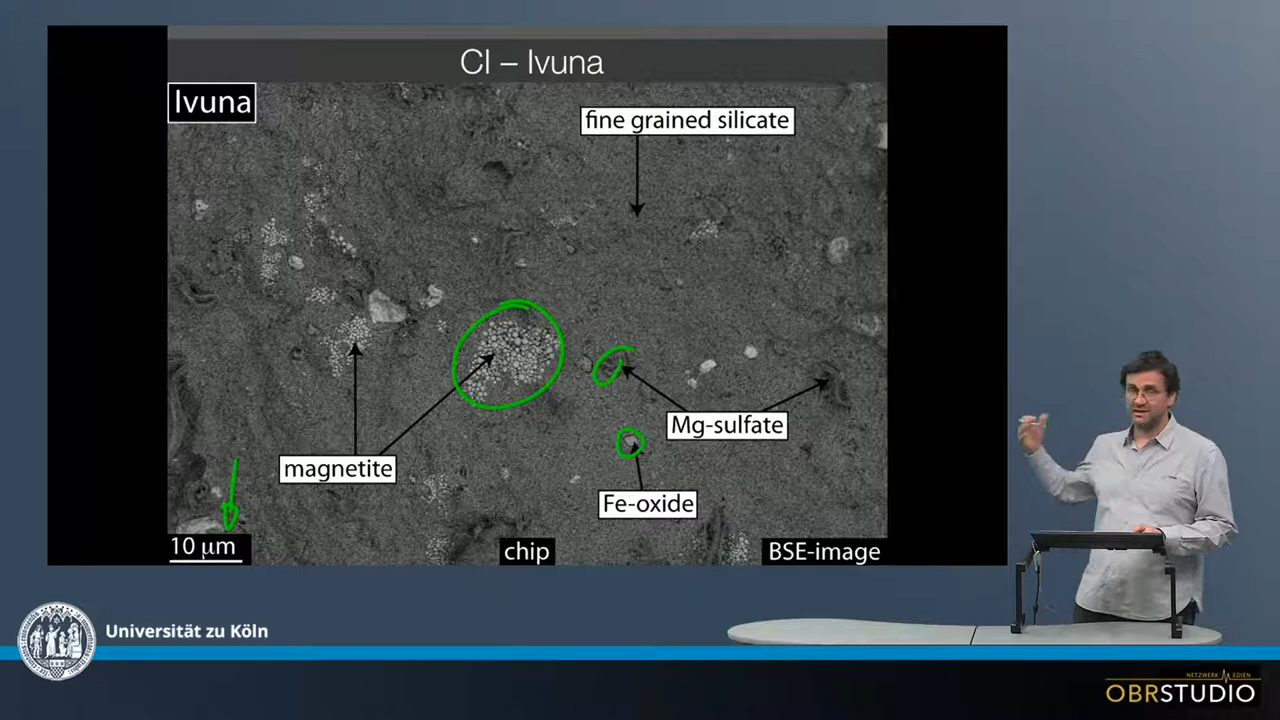 CI – Ivuna
Ivuna
fine grained silicate
Mg-sulfate
magnetite
Fe-oxide
10 µm
chip
BSE-image
Universität zu Köln
NETZWERK MEDIEN
OBRSTUDIO